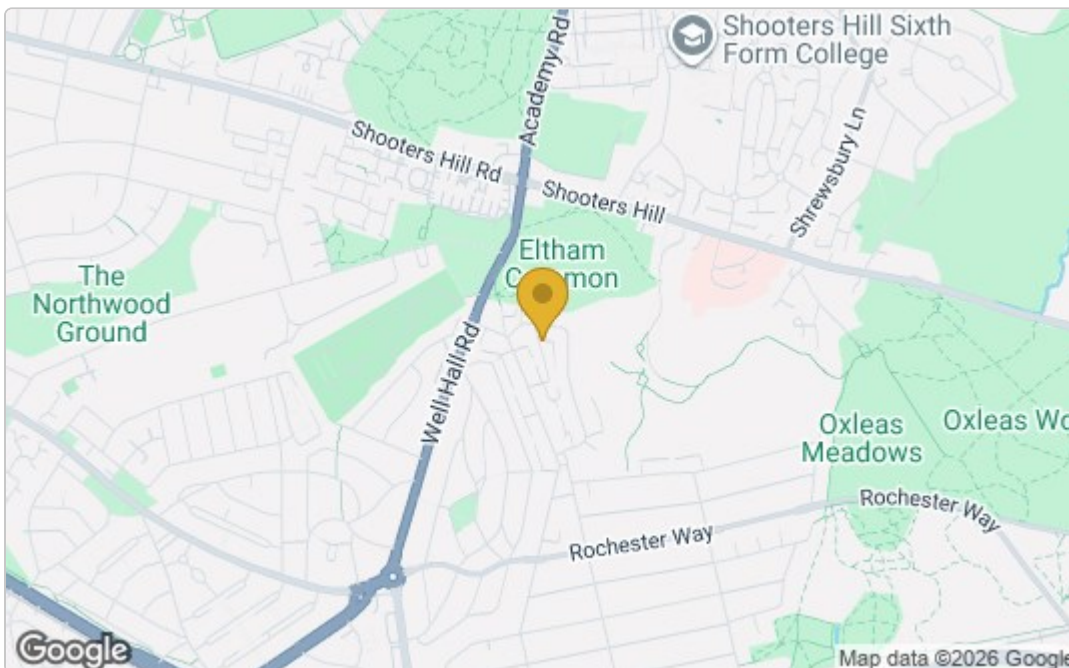 Academy Rd
Shooters Hill Sixth
Form College
Shooters Hill Rd
Shooters Hill
Shrewsbury Ln
Eltham
Common
The
Northwood
Ground
Well Hall Rd
Oxleas
Meadows
Oxleas Wo
Rochester Way
Rochester Way
Google
Map data ©2026 Google